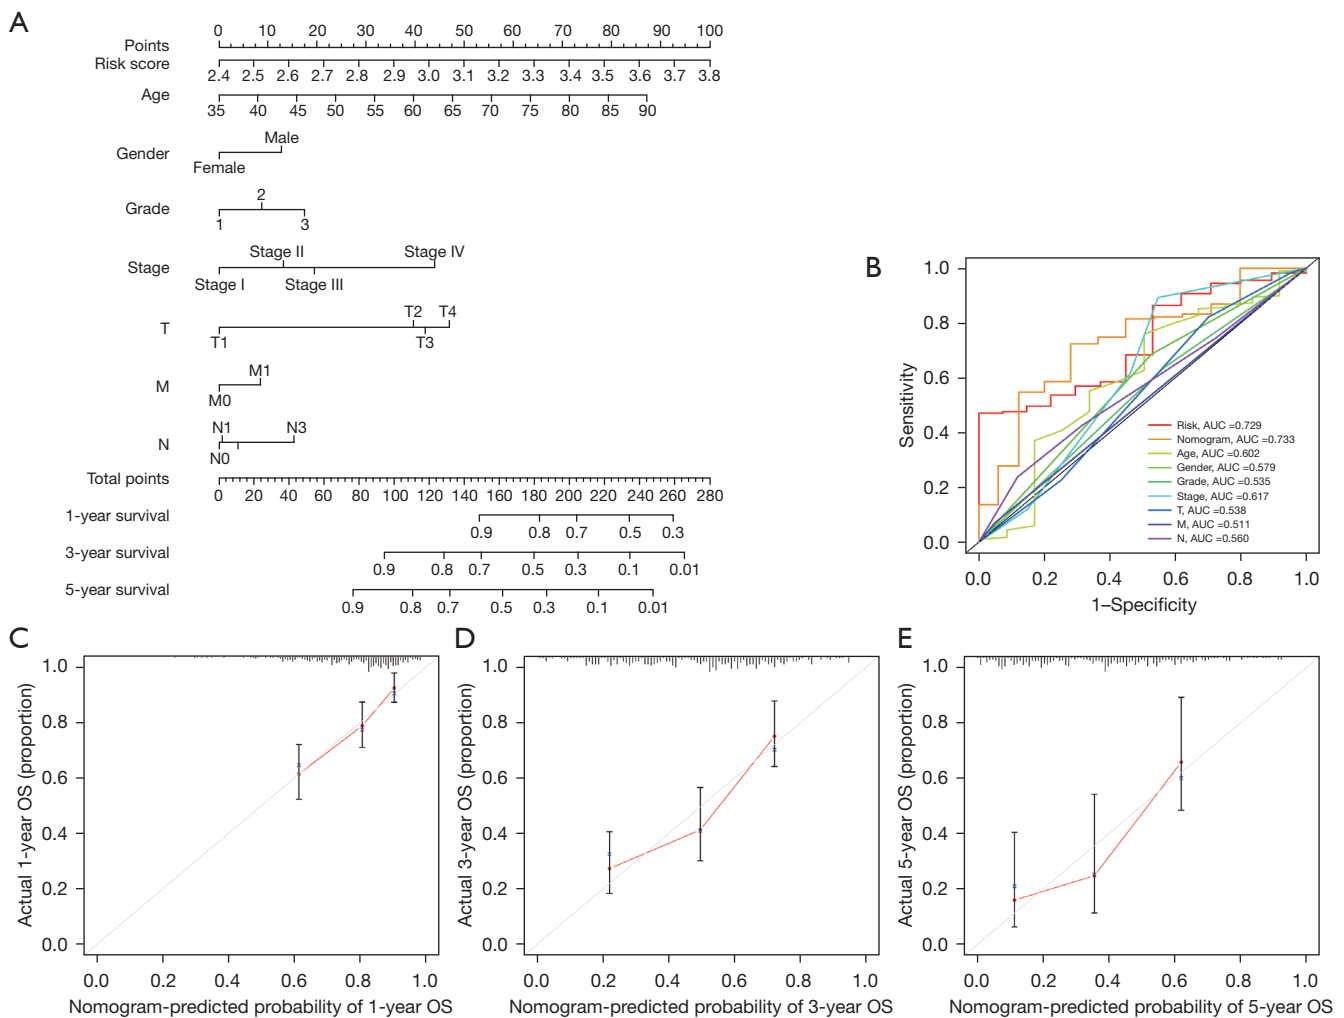 A
Points 0 10 20 30 40 50 60 70 80 90 100
Risk score 2.4 2.5 2.6 2.7 2.8 2.9 3.0 3.1 3.2 3.3 3.4 3.5 3.6 3.7 3.8
Age 35 40 45 50 55 60 65 70 75 80 85 90
Male
Gender
Female
2
Grade
1 3
Stage II Stage IV
Stage
Stage I Stage III
T2 T4
T
T1 T3
M1
M
M0
N1 N3
N
N0
Total points
0 20 40 60 80 100 120 140 160 180 200 220 240 260 280
1-year survival
0.9 0.8 0.7 0.5 0.3
3-year survival
0.9 0.8 0.7 0.5 0.3 0.1 0.01
5-year survival
0.9 0.8 0.7 0.5 0.3 0.1 0.01
B
Sensitivity
1.0
0.8
0.6
0.4
0.2
0.0
Risk, AUC =0.729
Nomogram, AUC =0.733
Age, AUC =0.602
Gender, AUC =0.579
Grade, AUC =0.535
Stage, AUC =0.617
T, AUC =0.538
M, AUC =0.511
N, AUC =0.560
0.0 0.2 0.4 0.6 0.8 1.0
1–Specificity
C
Actual 1-year OS (proportion)
1.0
0.8
0.6
0.4
0.2
0.0
0.0 0.2 0.4 0.6 0.8 1.0
Nomogram-predicted probability of 1-year OS
D
Actual 3-year OS (proportion)
1.0
0.8
0.6
0.4
0.2
0.0
0.0 0.2 0.4 0.6 0.8 1.0
Nomogram-predicted probability of 3-year OS
E
Actual 5-year OS (proportion)
1.0
0.8
0.6
0.4
0.2
0.0
0.0 0.2 0.4 0.6 0.8 1.0
Nomogram-predicted probability of 5-year OS